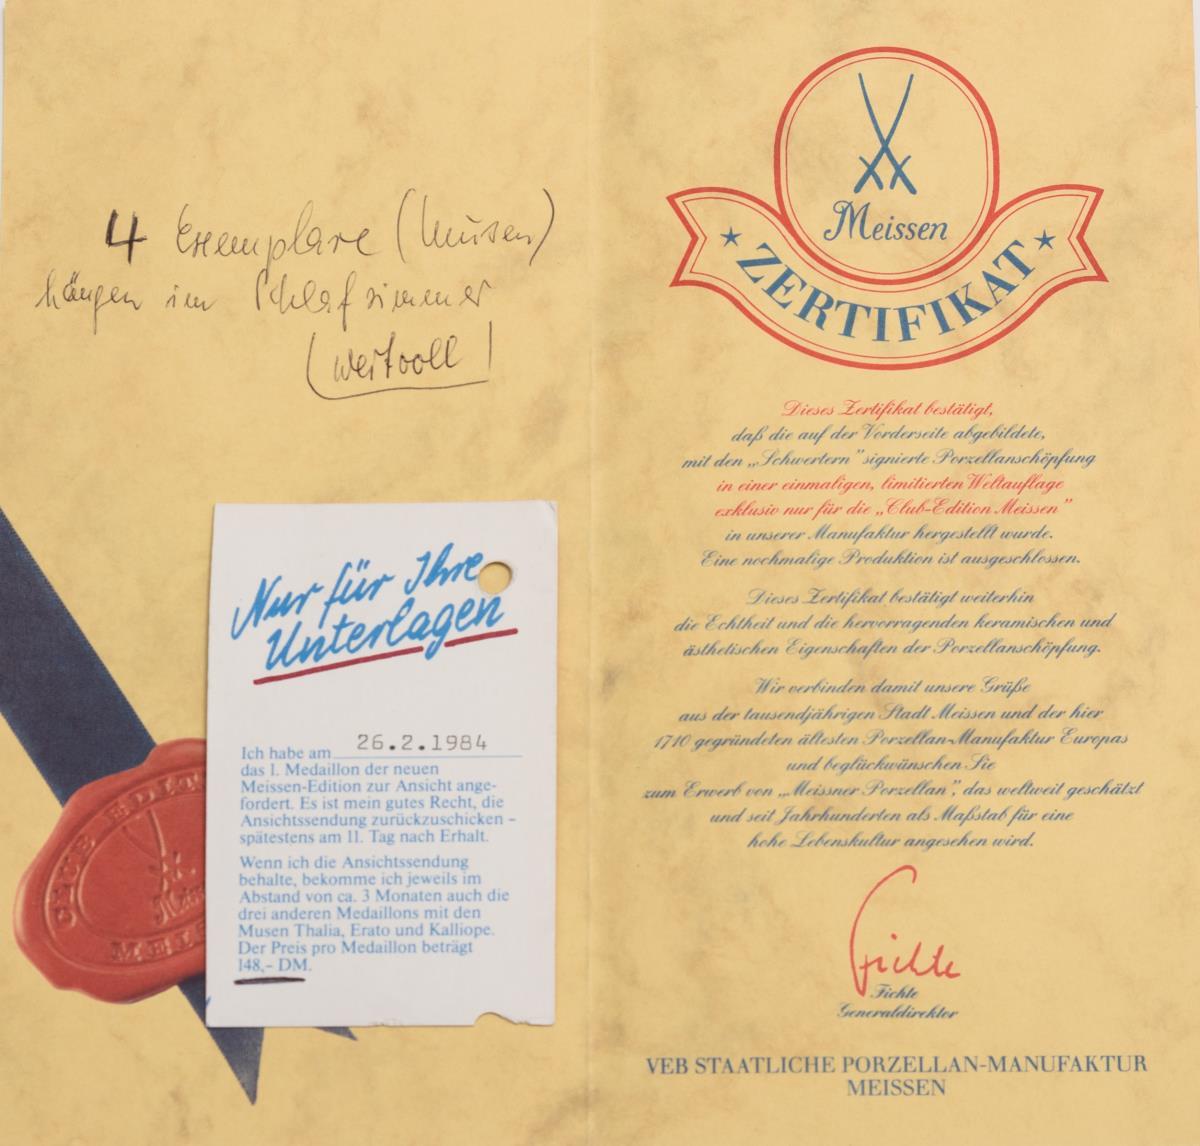 4 Exemplare (Musen)
hängen im Schlafzimmer
(wertvoll)
Nur für Ihre
Unterlagen
Ich habe am 26.2.1984
das 1. Medaillon der neuen
Meissen-Edition zur Ansicht ange-
fordert. Es ist mein gutes Recht, die
Ansichtssendung zurückzuschicken –
spätestens am 11. Tag nach Erhalt.
Wenn ich die Ansichtssendung
behalte, bekomme ich jeweils im
Abstand von ca. 3 Monaten auch die
drei anderen Medaillons mit den
Musen Thalia, Erato und Kalliope.
Der Preis pro Medaillon beträgt
148,- DM.
CLUB EDIT
MEIS
Meissen
★ ZERTIFIKAT ★
Dieses Zertifikat bestätigt,
daß die auf der Vorderseite abgebildete,
mit den „Schwertern” signierte Porzellanschöpfung
in einer einmaligen, limitierten Weltauflage
exklusiv nur für die „Club-Edition Meissen”
in unserer Manufaktur hergestellt wurde.
Eine nochmalige Produktion ist ausgeschlossen.
Dieses Zertifikat bestätigt weiterhin
die Echtheit und die hervorragenden keramischen und
ästhetischen Eigenschaften der Porzellanschöpfung.
Wir verbinden damit unsere Grüße
aus der tausendjährigen Stadt Meissen und der hier
1710 gegründeten ältesten Porzellan-Manufaktur Europas
und beglückwünschen Sie
zum Erwerb von „Meissner Porzellan”, das weltweit geschätzt
und seit Jahrhunderten als Maßstab für eine
hohe Lebenskultur angesehen wird.
Fichte
Fichte
Generaldirektor
VEB STAATLICHE PORZELLAN-MANUFAKTUR
MEISSEN